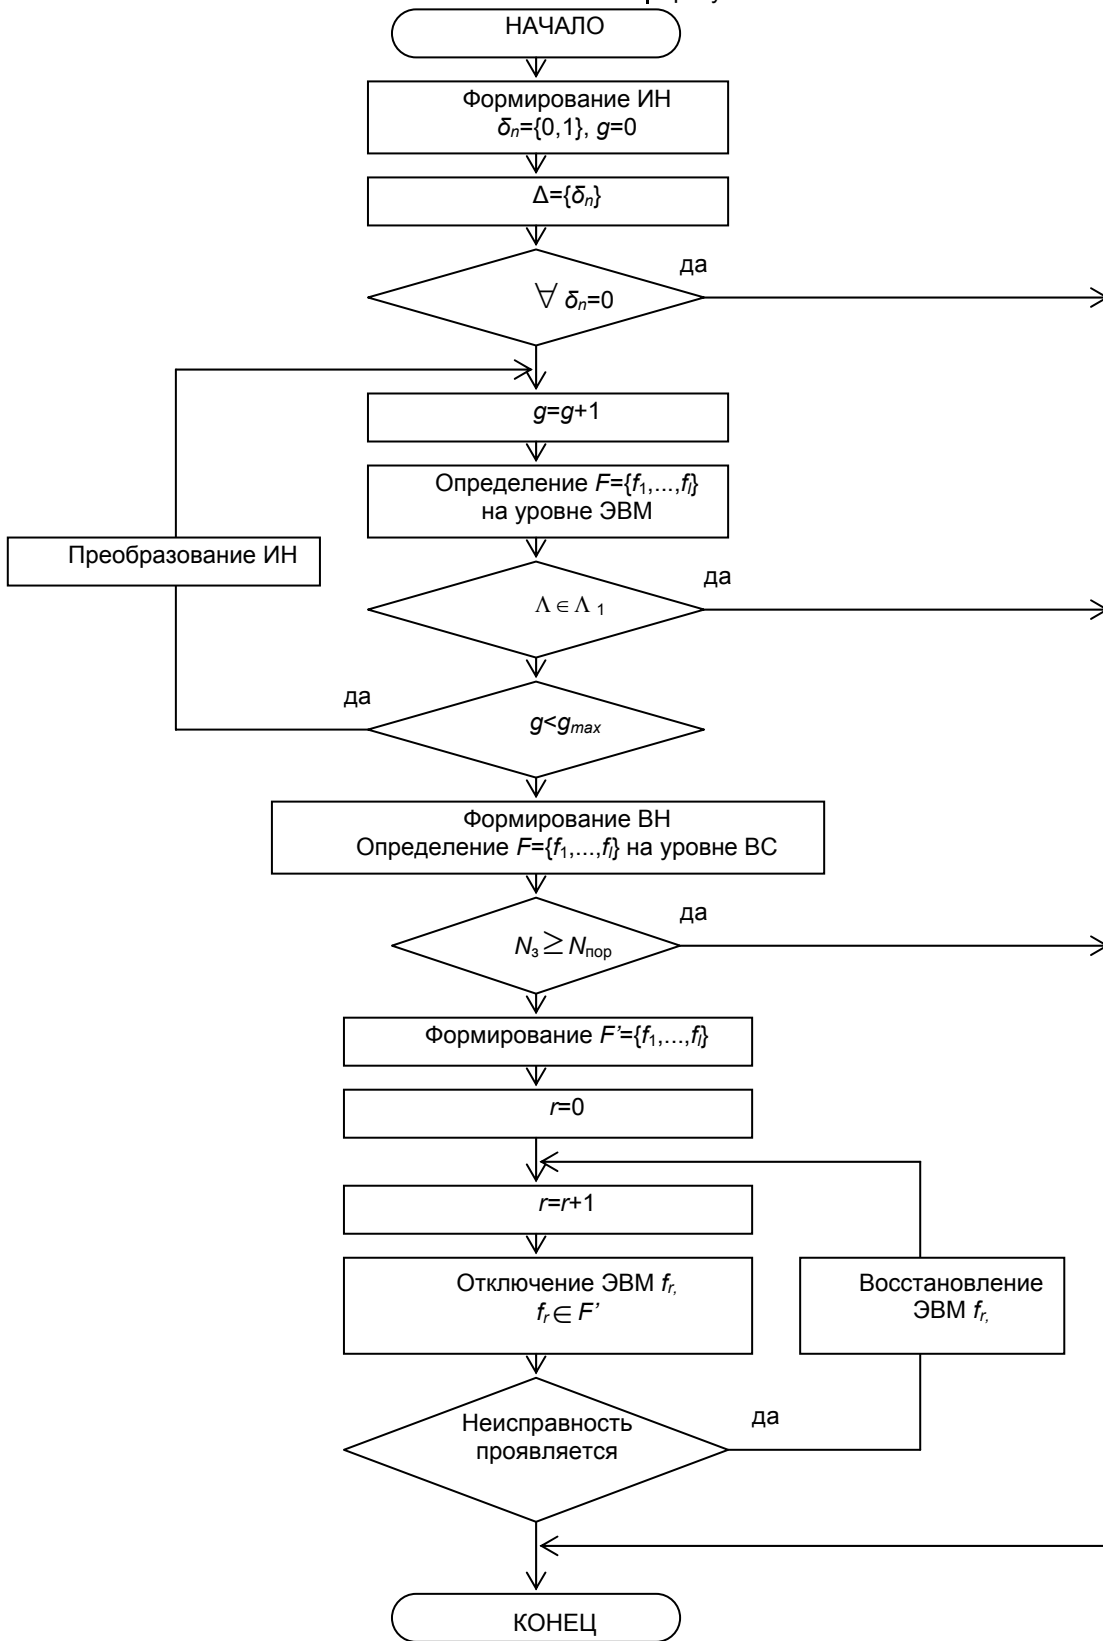 НАЧАЛО
Формирование ИН
δn={0,1}, g=0
Δ={δn}
да
∀ δn=0
g=g+1
Определение F={f1,...,fl}
на уровне ЭВМ
Преобразование ИН
да
Λ ∈ Λ 1
да
g<gmax
Формирование ВН
Определение F={f1,...,fl} на уровне ВС
да
Nз ≥ Nпор
Формирование F’={f1,...,fl}
r=0
r=r+1
Отключение ЭВМ fr,
fr ∈ F’
Восстановление
ЭВМ fr,
Неисправность
проявляется
да
КОНЕЦ